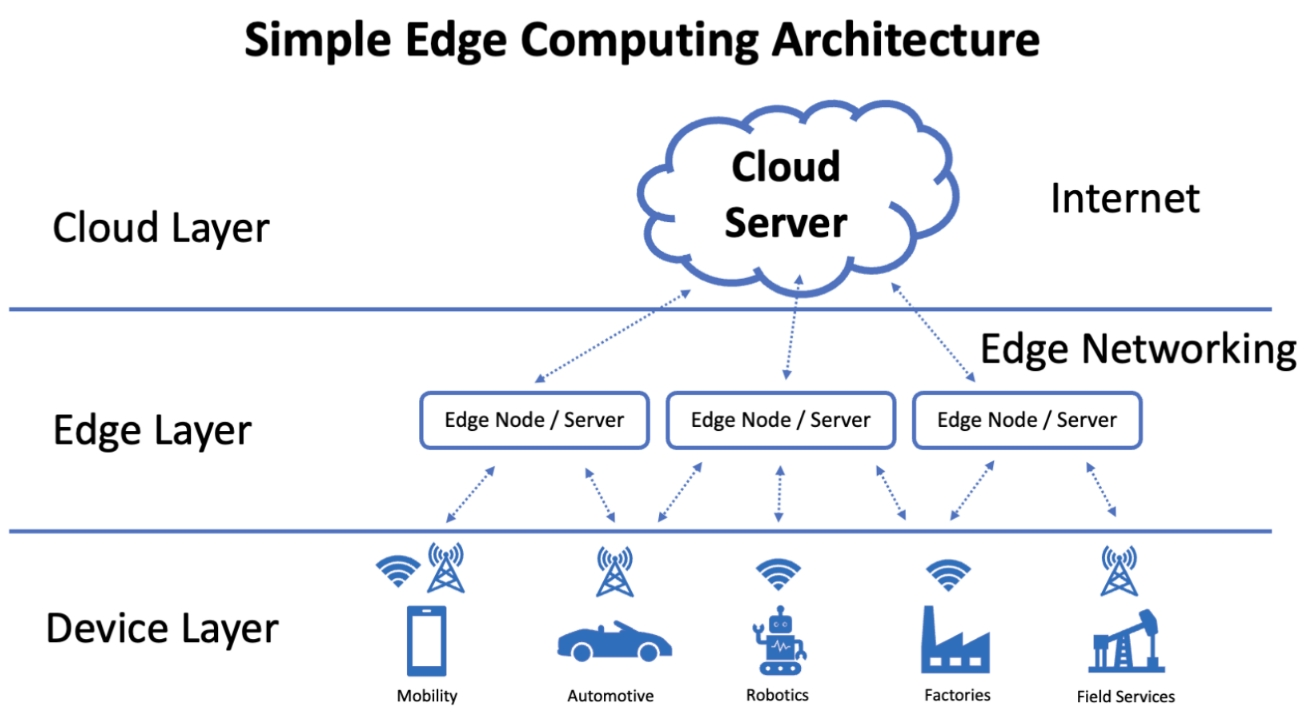 Simple Edge Computing Architecture
Cloud
Server
Cloud Layer
Internet
Edge Networking
Edge Layer
Edge Node / Server
Edge Node / Server
Edge Node / Server
Device Layer
Mobility
Automotive
Robotics
Factories
Field Services